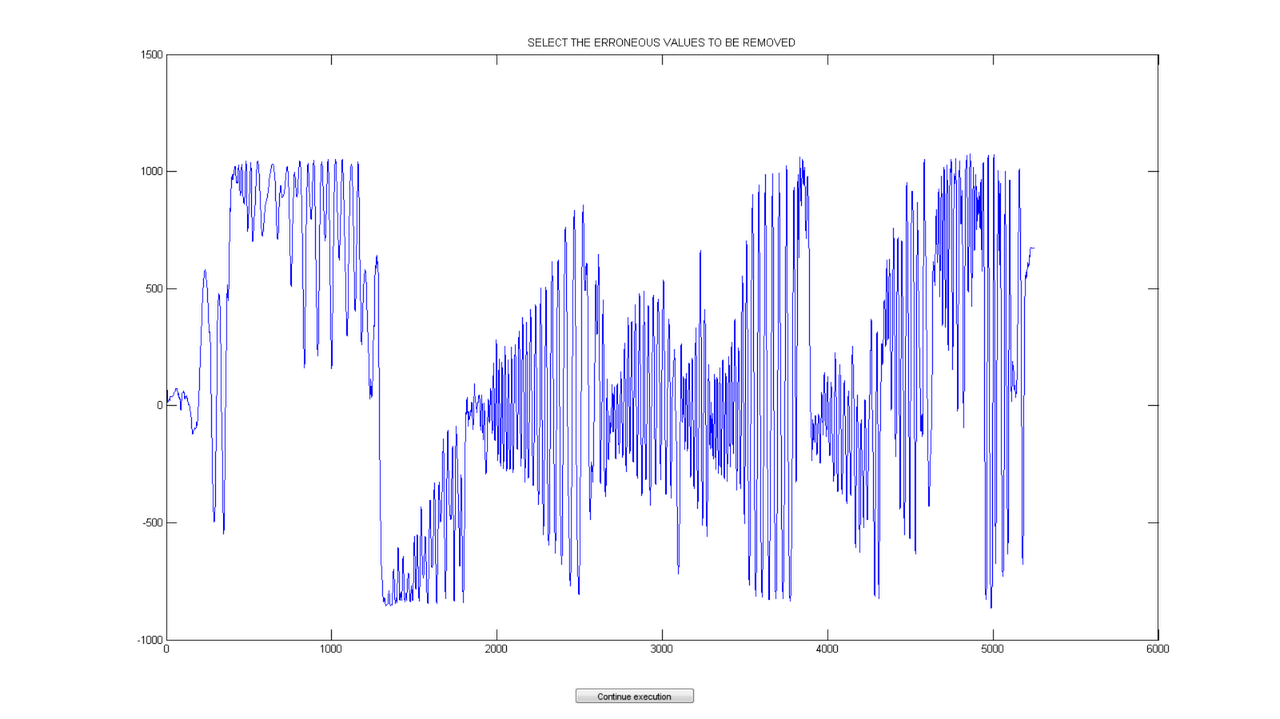 SELECT THE ERRONEOUS VALUES TO BE REMOVED
1500
1000
500
0
-500
-1000
0 1000 2000 3000 4000 5000 6000
Continue execution